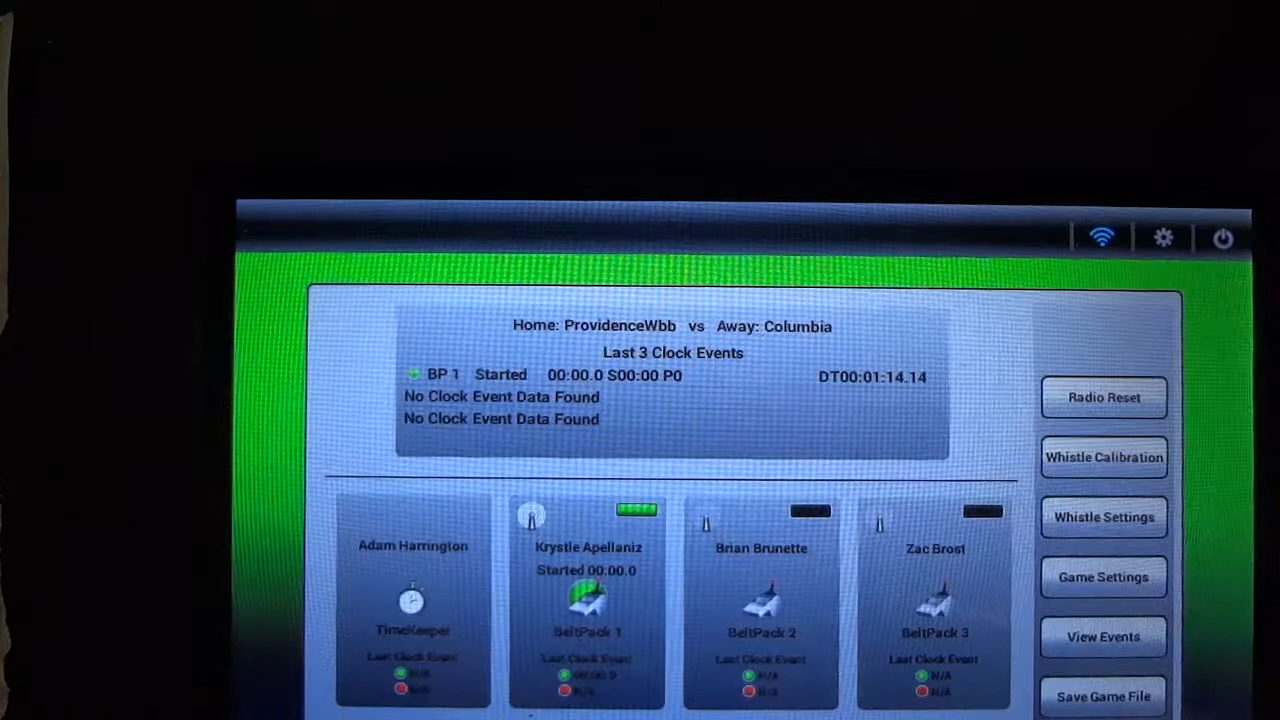 Home: ProvidenceWbb vs Away: Columbia
Last 3 Clock Events
BP 1 Started 00:00.0 S00:00 P0 DT00:01:14.14
No Clock Event Data Found
No Clock Event Data Found
Radio Reset
Whistle Calibration
Whistle Settings
Game Settings
View Events
Save Game File
Adam Harrington
TimeKeeper
Last Clock Event
N/A
N/A
Krystle Apellaniz
Started 00:00.0
BeltPack 1
Last Clock Event
N/A
Brian Brunette
BeltPack 2
Last Clock Event
N/A
N/A
Zac Brost
BeltPack 3
Last Clock Event
N/A
N/A